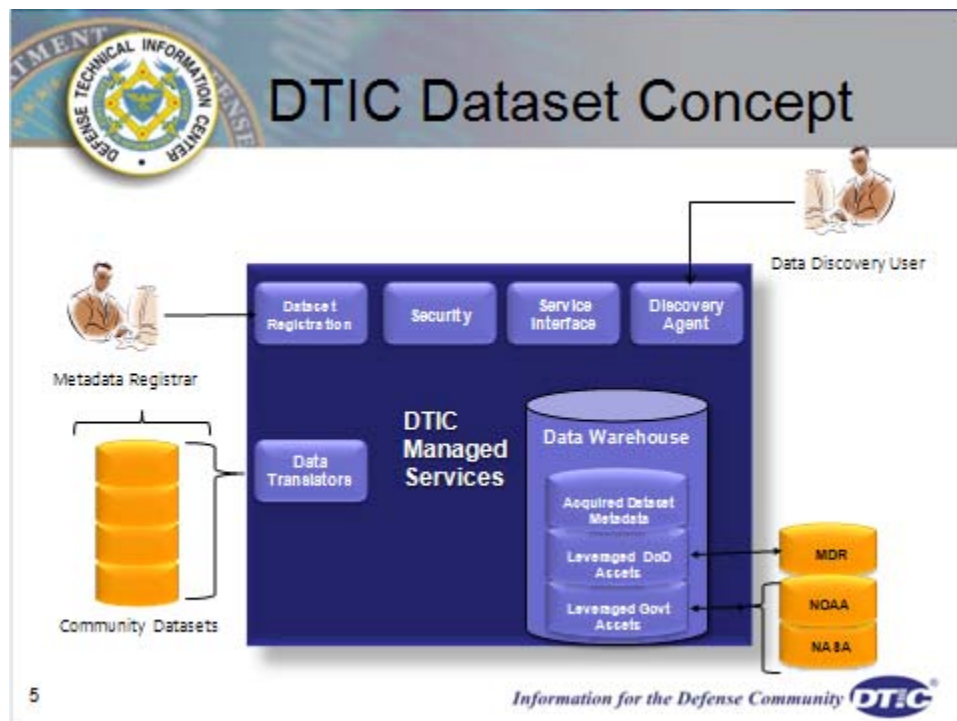 DTIC Dataset Concept
DEFENSE TECHNICAL INFORMATION CENTER
Data Discovery User
Dataset
Registration
Security
Service
Interface
Discovery
Agent
Metadata Registrar
DTIC
Managed
Services
Data Warehouse
Data
Translators
Acquired Dataset
Metadata
Leveraged DoD
Assets
Leveraged Govt
Assets
MDR
NOAA
NASA
Community Datasets
5
Information for the Defense Community
DTIC®